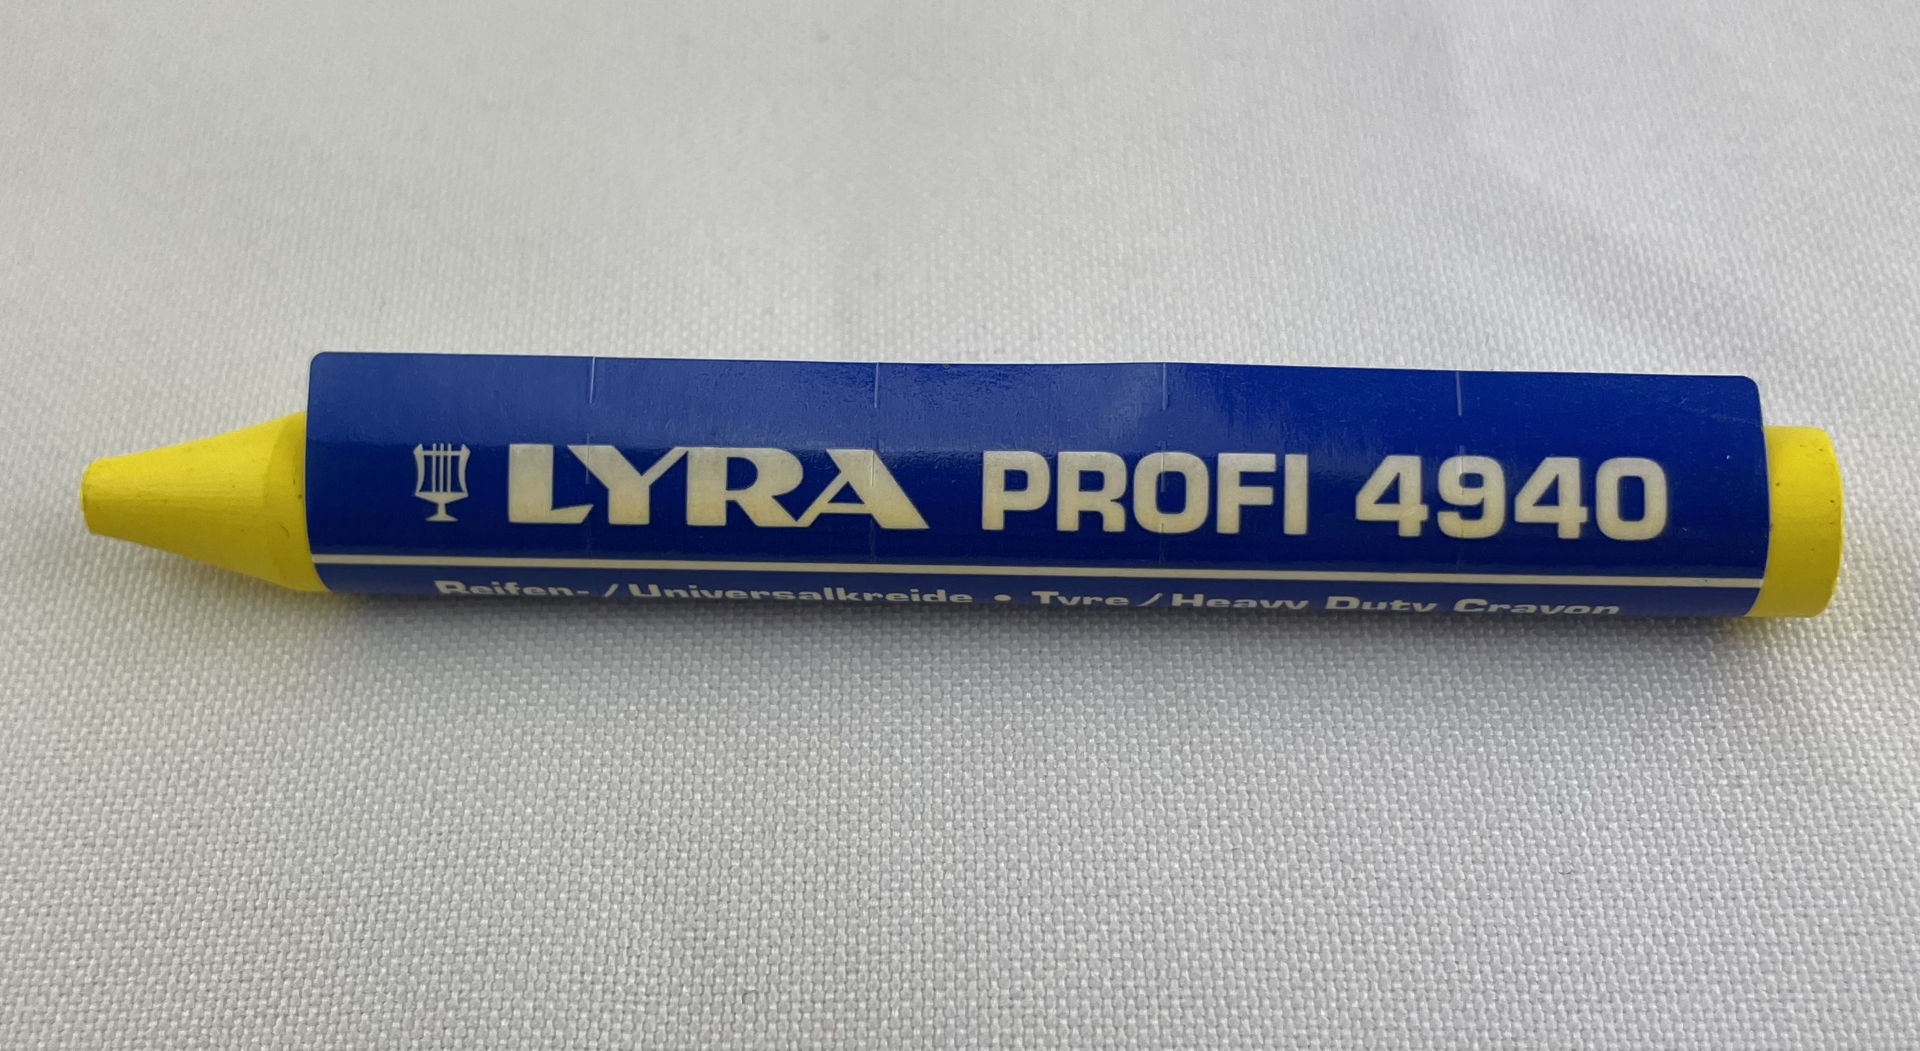 LYRA PROFI 4940
Reifen- / Universalkreide • Tyre / Heavy Duty Crayon